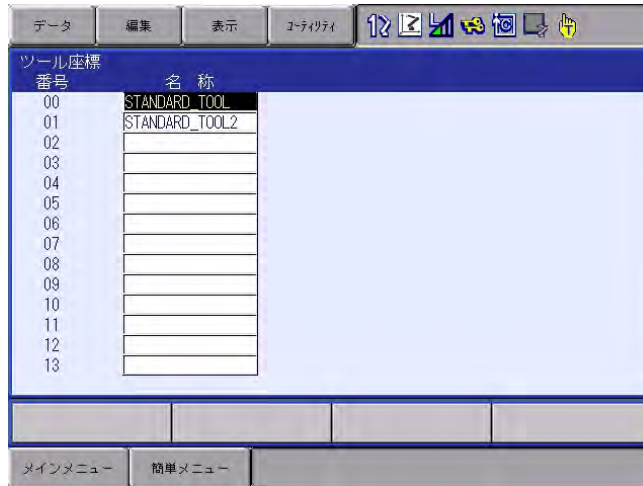 データ 編集 表示 ユーティリティ
ツール座標
番号 名 称
00 STANDARD_TOOL
01 STANDARD_TOOL2
02
03
04
05
06
07
08
09
10
11
12
13
メインメニュー 簡単メニュー